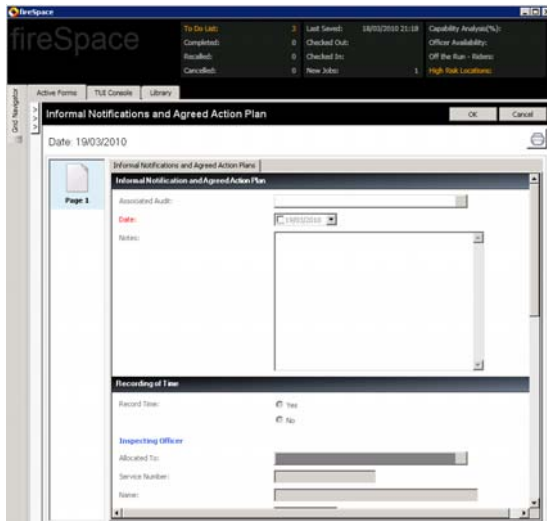 fireSpace
fireSpace
To Do List: 3 Last Saved: 18/03/2010 21:18 Capability Analysis(%):
Completed: 0 Checked Out: Officer Availability:
Recalled: 0 Checked In: Off the Run - Riders:
Cancelled: 0 New Jobs: 1 High Risk Locations:
Active Forms TUI Console Library
Grid Navigator
> > >
Informal Notifications and Agreed Action Plan OK Cancel
Date: 19/03/2010
Informal Notifications and Agreed Action Plans
Informal Notification and Agreed Action Plan
Page 1
Associated Audit:
Date: 19/03/2010
Notes:
Recording of Time
Record Time: Yes
No
Inspecting Officer
Allocated To:
Service Number:
Name: